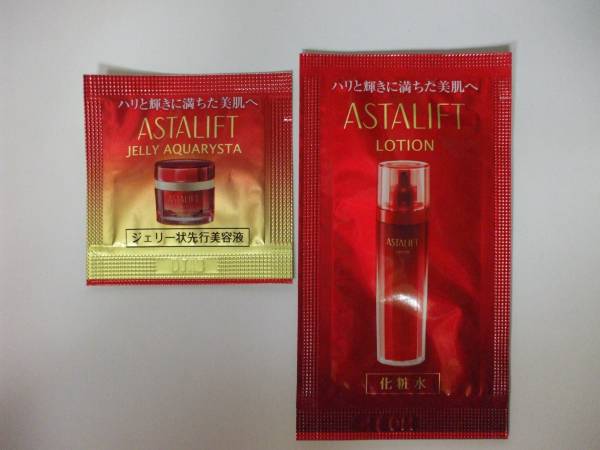 ハリと輝きに満ちた美肌へ
ASTALIFT
JELLY AQUARYSTA
ジェリー状先行美容液
ハリと輝きに満ちた美肌へ
ASTALIFT
LOTION
ASTALIFT
化粧水